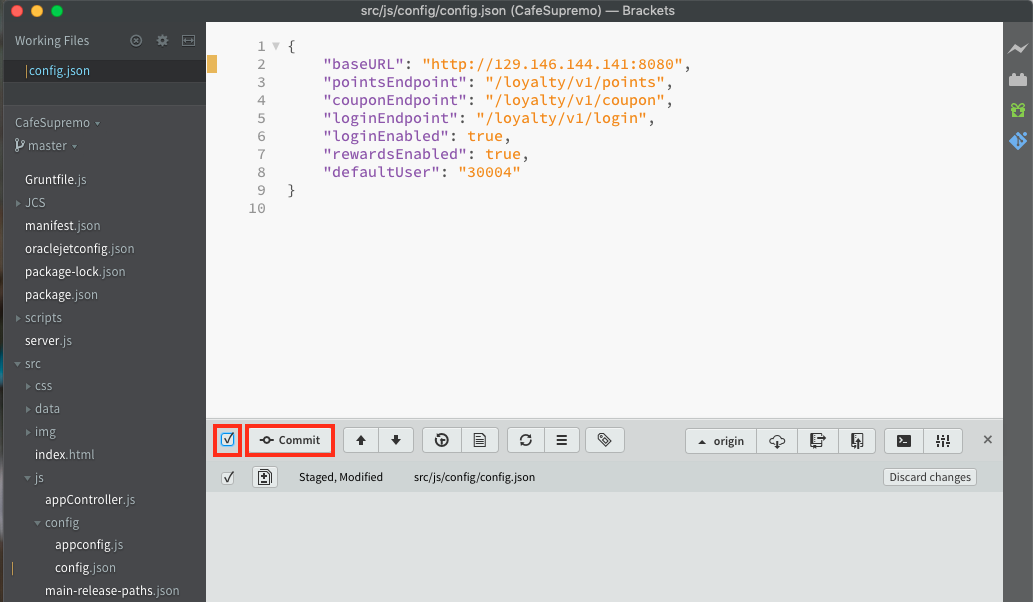 src/js/config/config.json (CafeSupremo) — Brackets
Working Files
config.json
CafeSupremo
master
Gruntfile.js
JCS
manifest.json
oraclejetconfig.json
package-lock.json
package.json
scripts
server.js
src
css
data
img
index.html
js
appController.js
config
appconfig.js
config.json
main-release-paths.json
1 {
2 "baseURL": "http://129.146.144.141:8080",
3 "pointsEndpoint": "/loyalty/v1/points",
4 "couponEndpoint": "/loyalty/v1/coupon",
5 "loginEndpoint": "/loyalty/v1/login",
6 "loginEnabled": true,
7 "rewardsEnabled": true,
8 "defaultUser": "30004"
9 }
10
Commit
origin
Staged, Modified src/js/config/config.json Discard changes